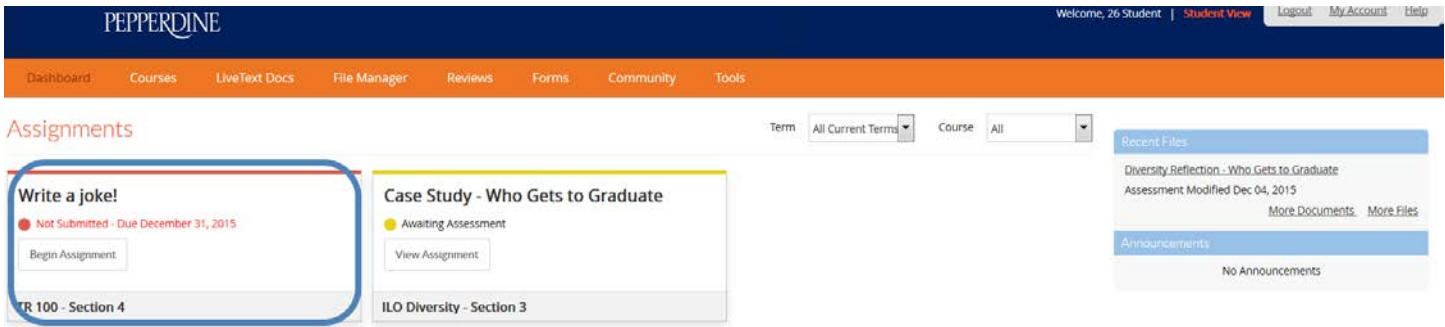 PEPPERDINE
Welcome, 26 Student | Student View Logout My Account Help
Dashboard Courses LiveText Docs File Manager Reviews Forms Community Tools
Assignments
Term All Current Terms Course All
Write a joke!
Not Submitted - Due December 31, 2015
Begin Assignment
TR 100 - Section 4
Case Study - Who Gets to Graduate
Awaiting Assessment
View Assignment
ILO Diversity - Section 3
Recent Files
Diversity Reflection - Who Gets to Graduate
Assessment Modified Dec 04, 2015
More Documents More Files
Announcements
No Announcements